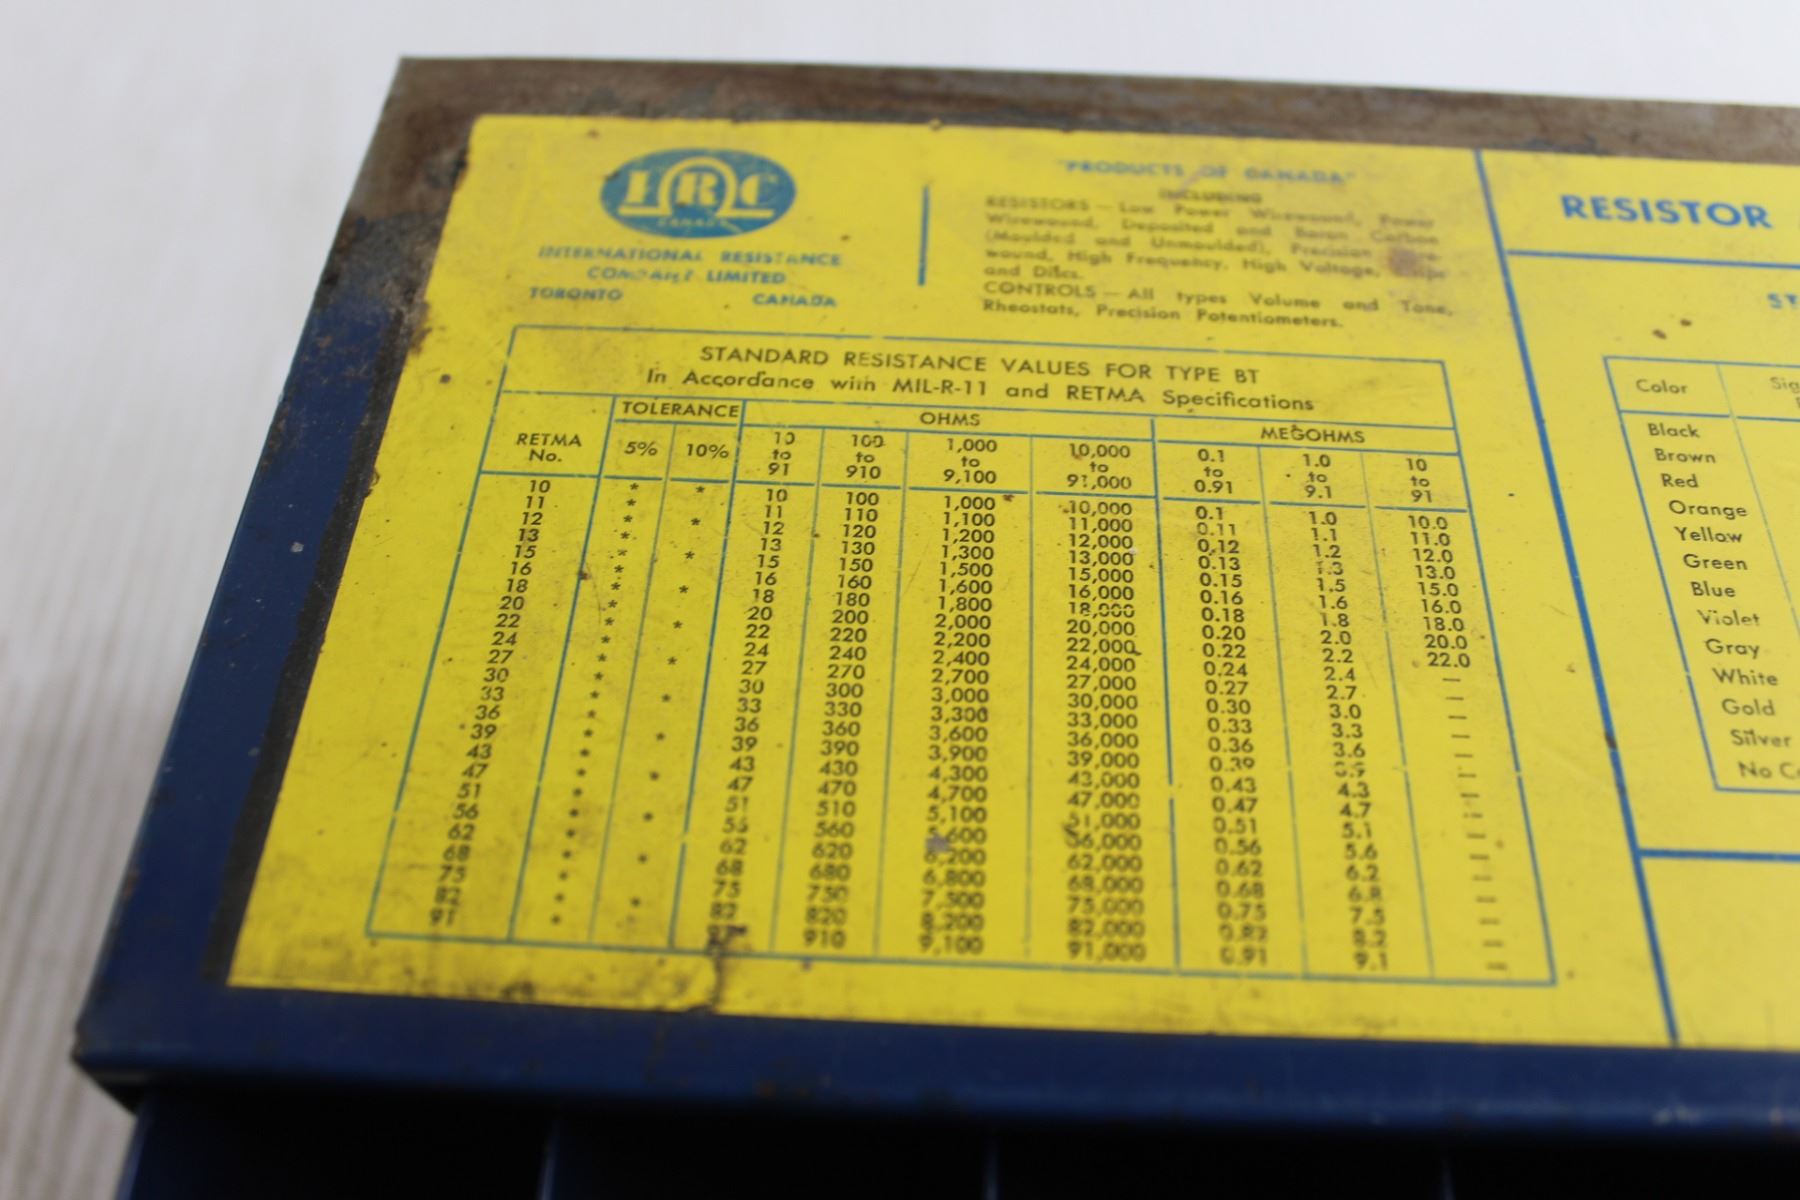 IRC
CANADA
INTERNATIONAL RESISTANCE
COMPANY LIMITED
TORONTO CANADA
"PRODUCTS OF CANADA"
INCLUDING
RESISTORS — Low Power Wirewound, Power
Wirewound, Deposited and Boron Carbon
(Moulded and Unmoulded), Precision
wound, High Frequency, High Voltage,
and Discs.
CONTROLS — All types Volume and Tone,
Rheostats, Precision Potentiometers.
STANDARD RESISTANCE VALUES FOR TYPE BT
In Accordance with MIL-R-11 and RETMA Specifications
RETMA No. TOLERANCE OHMS MEGOHMS
5% 10% 10 to 91 100 to 910 1,000 to 9,100 10,000 to 91,000 0.1 to 0.91 1.0 to 9.1 10 to 91
10 * * 10 100 1,000 10,000 0.1 1.0 10.0
11 * 11 110 1,100 11,000 0.11 1.1 11.0
12 * * 12 120 1,200 12,000 0.12 1.2 12.0
13 * 13 130 1,300 13,000 0.13 1.3 13.0
15 * * 15 150 1,500 15,000 0.15 1.5 15.0
16 * 16 160 1,600 16,000 0.16 1.6 16.0
18 * * 18 180 1,800 18,000 0.18 1.8 18.0
20 * 20 200 2,000 20,000 0.20 2.0 20.0
22 * * 22 220 2,200 22,000 0.22 2.2 22.0
24 * 24 240 2,400 24,000 0.24 2.4 —
27 * * 27 270 2,700 27,000 0.27 2.7 —
30 * 30 300 3,000 30,000 0.30 3.0 —
33 * * 33 330 3,300 33,000 0.33 3.3 —
36 * 36 360 3,600 36,000 0.36 3.6 —
39 * * 39 390 3,900 39,000 0.39 3.9 —
43 * 43 430 4,300 43,000 0.43 4.3 —
47 * * 47 470 4,700 47,000 0.47 4.7 —
51 * 51 510 5,100 51,000 0.51 5.1 —
56 * * 56 560 5,600 56,000 0.56 5.6 —
62 * 62 620 6,200 62,000 0.62 6.2 —
68 * * 68 680 6,800 68,000 0.68 6.8 —
75 * 75 750 7,500 75,000 0.75 7.5 —
82 * * 82 820 8,200 82,000 0.82 8.2 —
91 * 91 910 9,100 91,000 0.91 9.1 —
RESISTOR
ST
Color Sig
Black
Brown
Red
Orange
Yellow
Green
Blue
Violet
Gray
White
Gold
Silver
No C